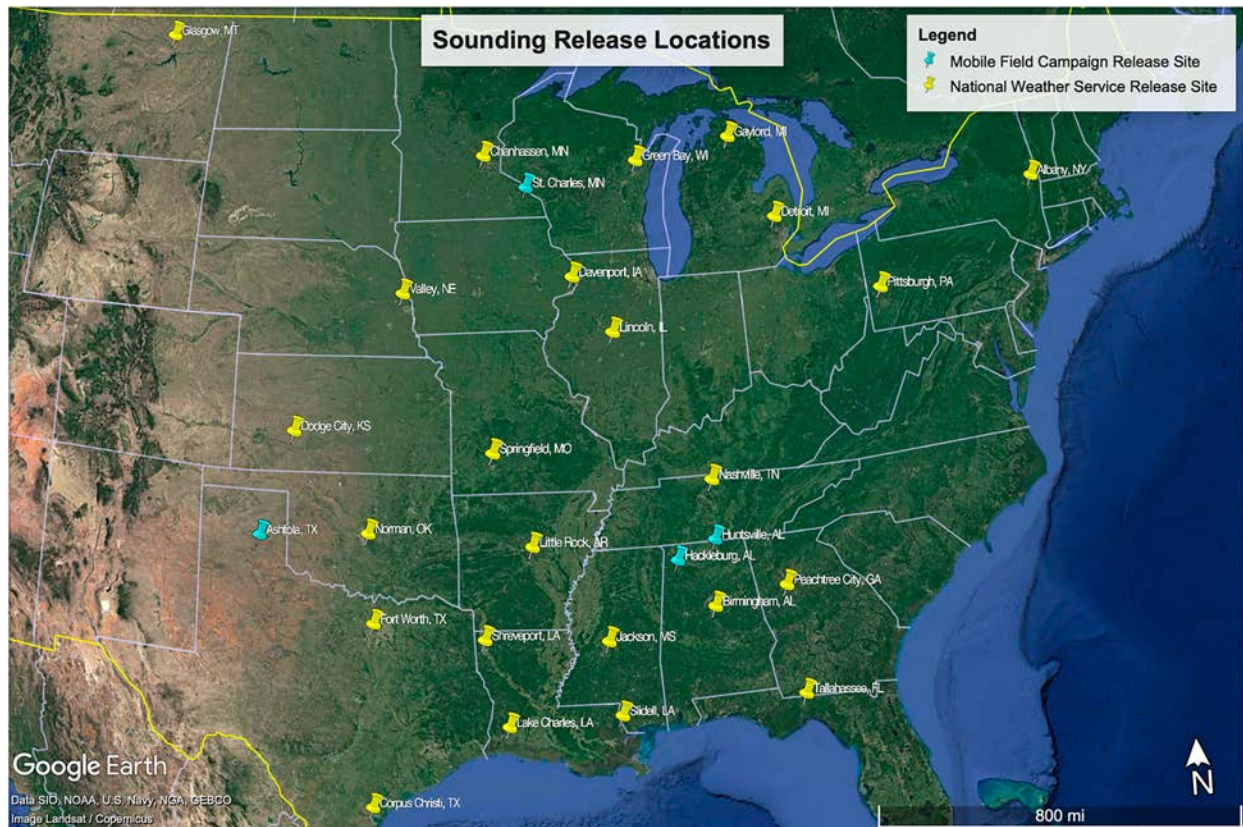 Glasgow, MT
Sounding Release Locations
Legend
Mobile Field Campaign Release Site
National Weather Service Release Site
Gaylord, MI
Chanhassen, MN
Green Bay, WI
Albany, NY
St. Charles, MN
Detroit, MI
Davenport, IA
Valley, NE
Pittsburgh, PA
Lincoln, IL
Dodge City, KS
Springfield, MO
Nashville, TN
Ashtola, TX
Norman, OK
Little Rock, AR
Huntsville, AL
Hackleburg, AL
Peachtree City, GA
Birmingham, AL
Fort Worth, TX
Shreveport, LA
Jackson, MS
Tallahassee, FL
Slidell, LA
Lake Charles, LA
Google Earth
N
Data SIO, NOAA, U.S. Navy, NGA, GEBCO
Corpus Christi, TX
Image Landsat / Copernicus
800 mi